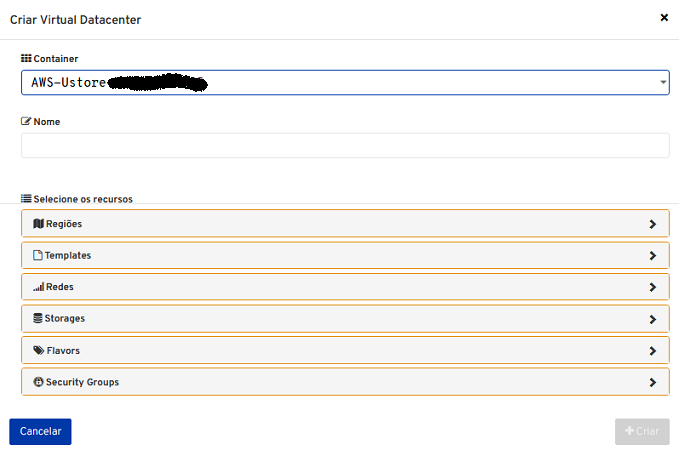 Criar Virtual Datacenter
Container
AWS-Ustore
Nome
Selecione os recursos
Regiões
Templates
Redes
Storages
Flavors
Security Groups
Cancelar
+ Criar